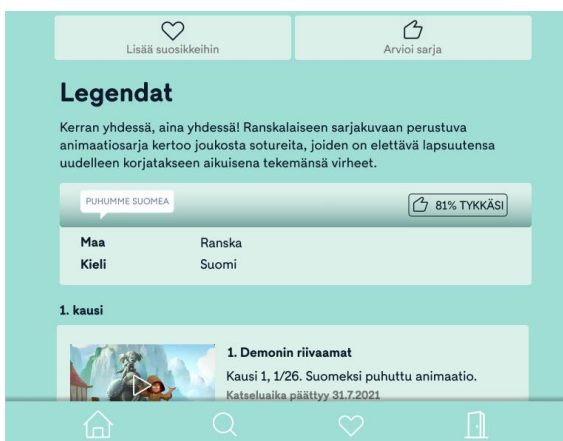 Lisää suosikkeihin
Arvioi sarja
Legendat
Kerran yhdessä, aina yhdessä! Ranskalaiseen sarjakuvaan perustuva
animaatiosarja kertoo joukosta sotureita, joiden on elettävä lapsuutensa
uudelleen korjatakseen aikuisena tekemänsä virheet.
PUHUMME SUOMEA
81% TYKKÄSI
Maa Ranska
Kieli Suomi
1. kausi
1. Demonin riivaamat
Kausi 1, 1/26. Suomeksi puhuttu animaatio.
Katseluaika päättyy 31.7.2021